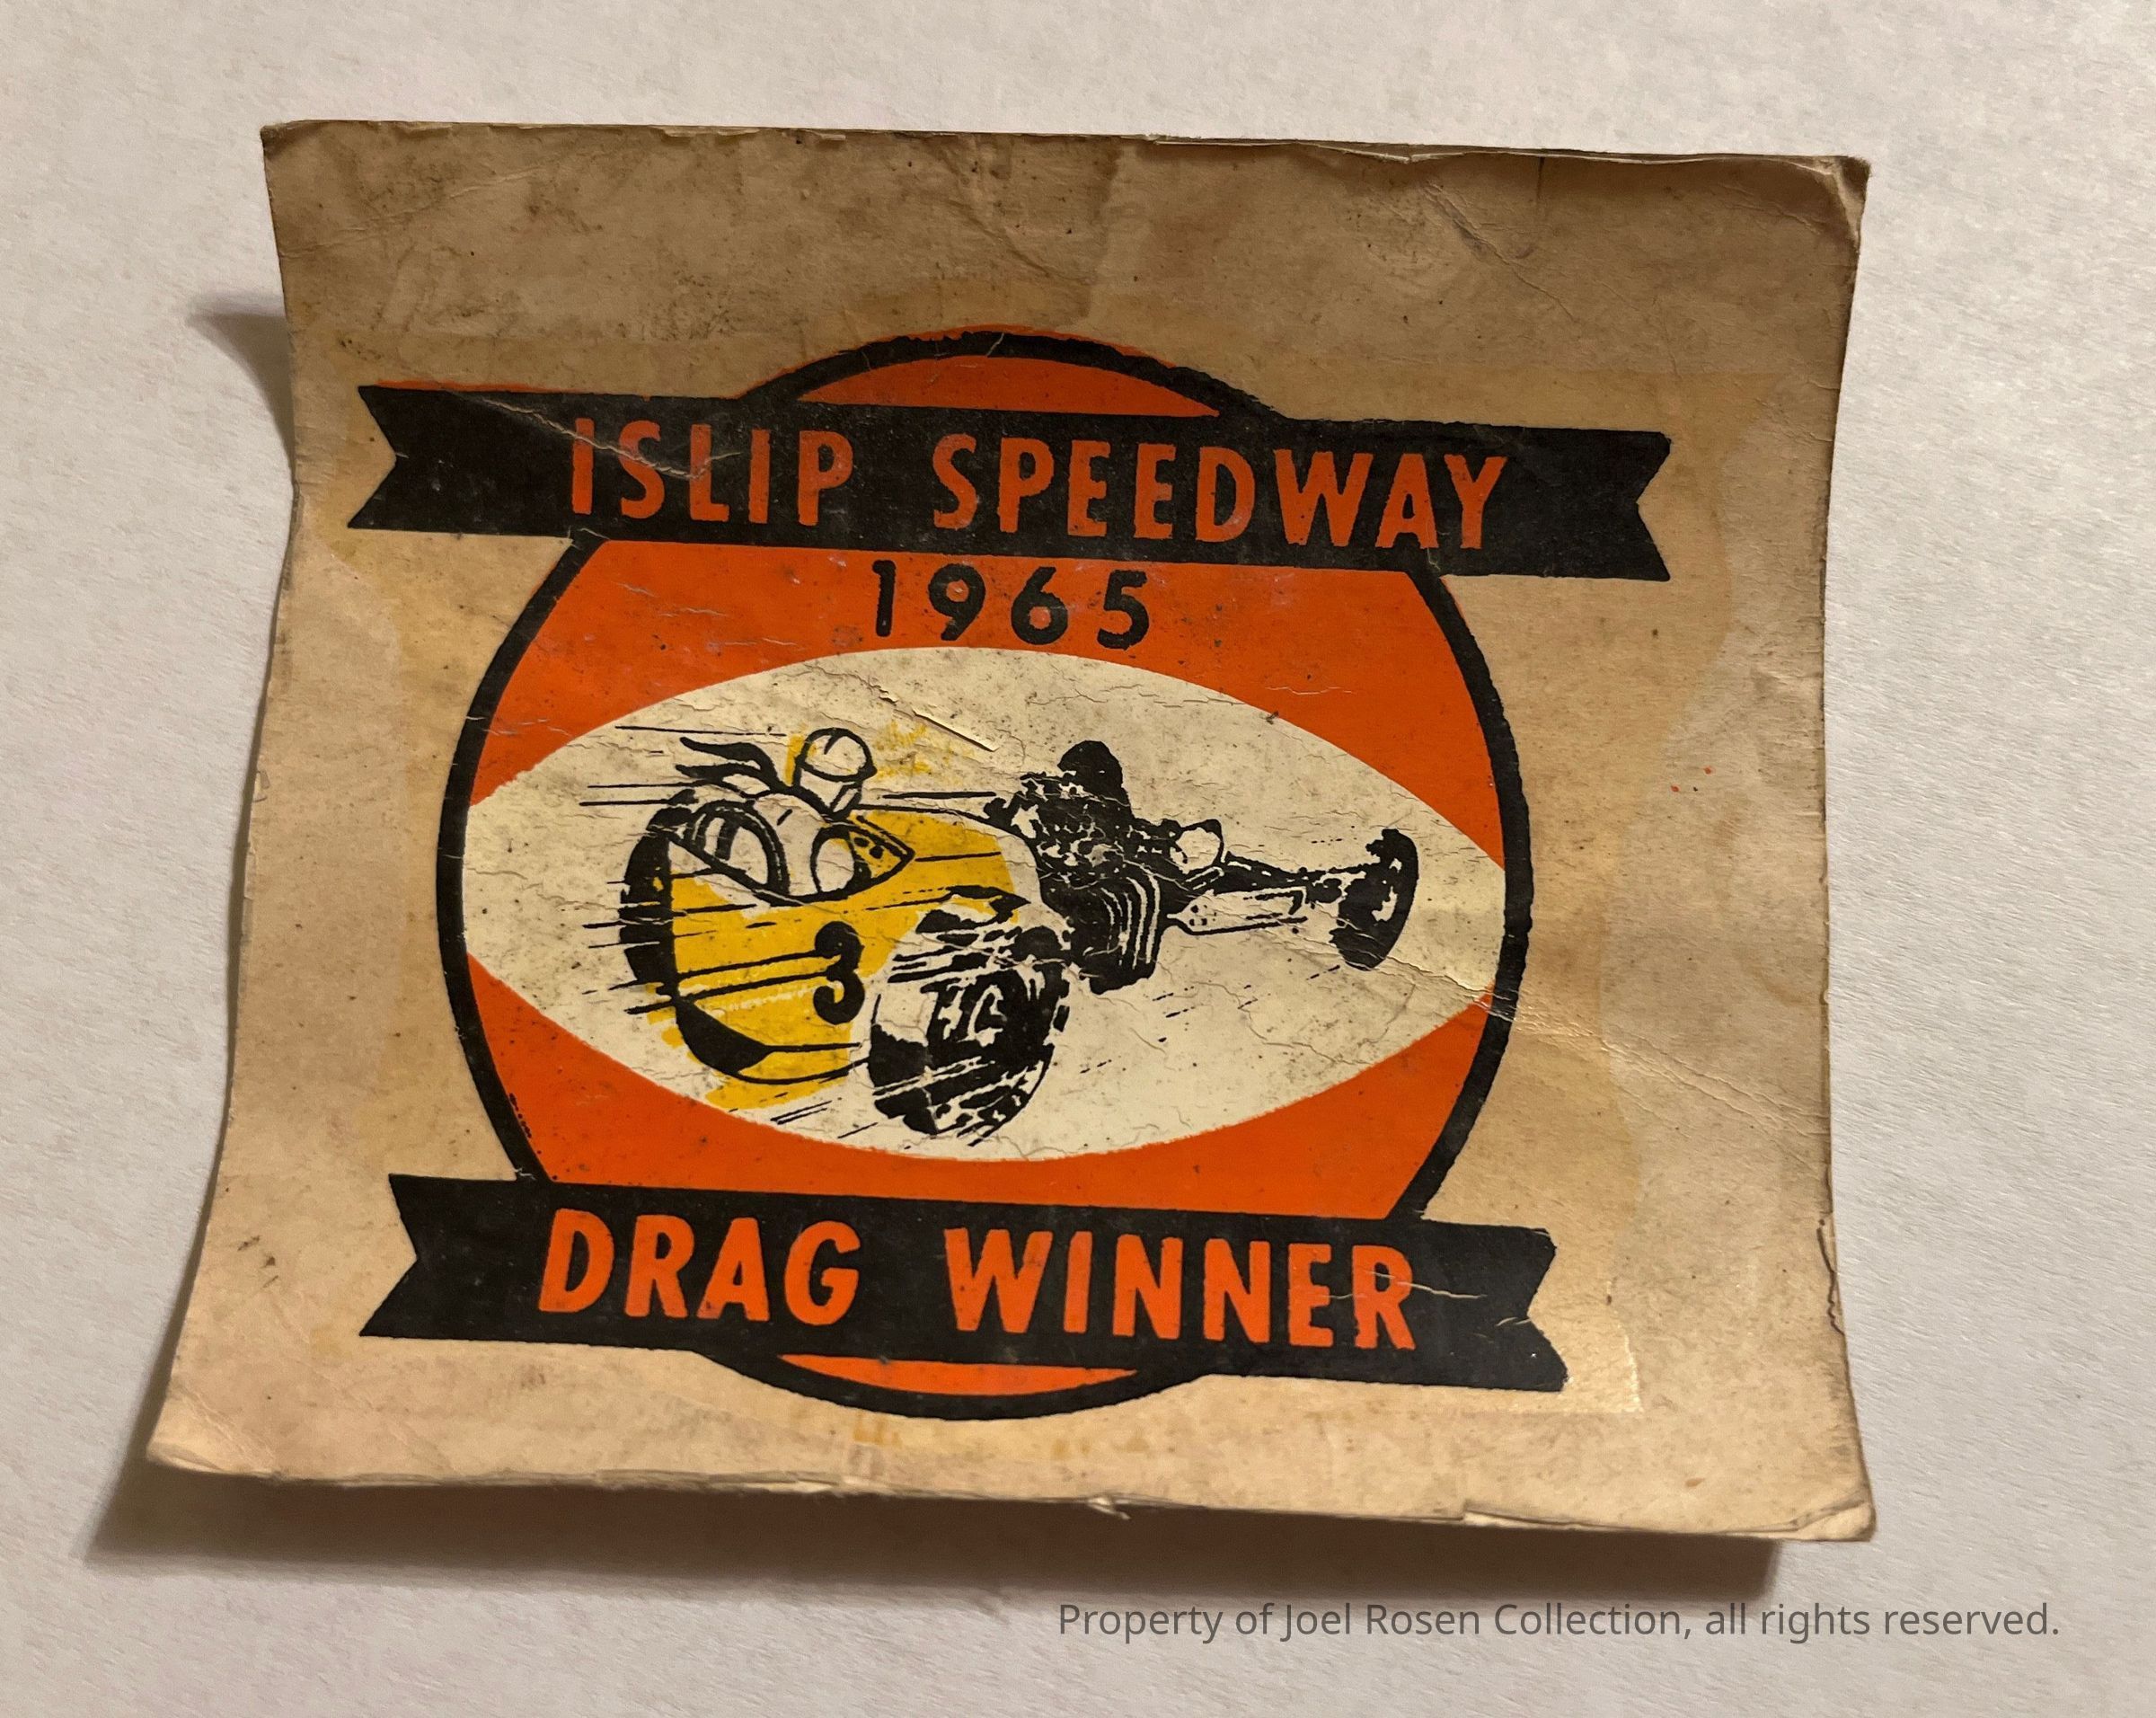 ISLIP SPEEDWAY
1965
3
DRAG WINNER
Property of Joel Rosen Collection, all rights reserved.